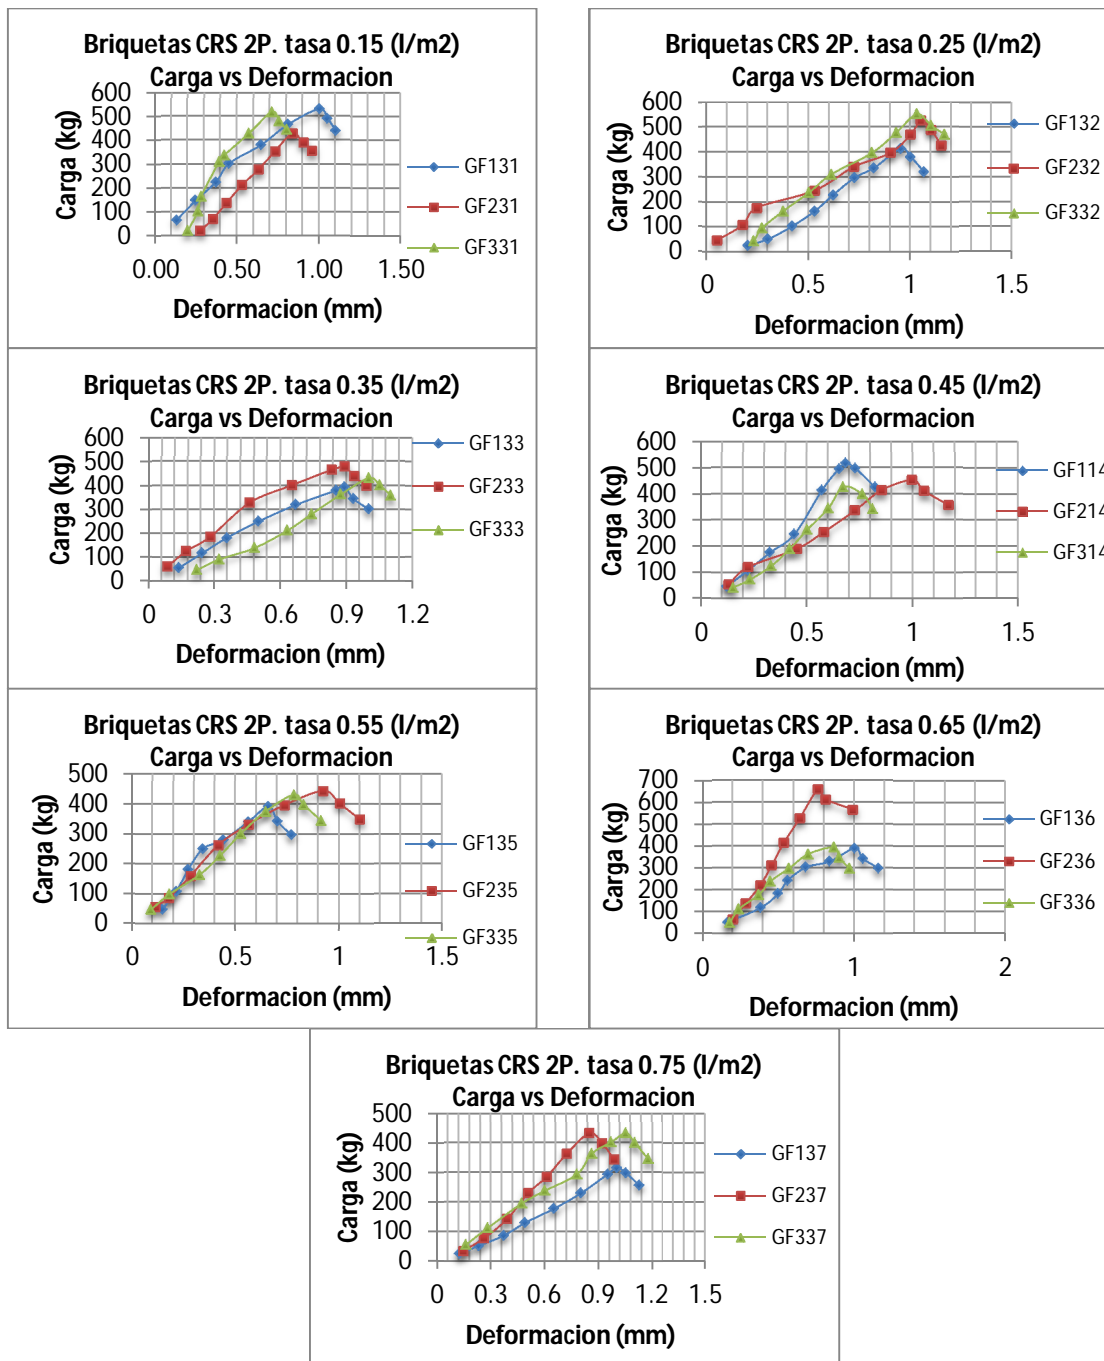 Briquetas CRS 2P. tasa 0.15 (l/m2)
Carga vs Deformacion
600
500
400
300
200
100
0
Carga (kg)
0.00 0.50 1.00 1.50
Deformacion (mm)
GF131
GF231
GF331
Briquetas CRS 2P. tasa 0.25 (l/m2)
Carga vs Deformacion
600
500
400
300
200
100
0
Carga (kg)
0 0.5 1 1.5
Deformacion (mm)
GF132
GF232
GF332
Briquetas CRS 2P. tasa 0.35 (l/m2)
Carga vs Deformacion
600
500
400
300
200
100
0
Carga (kg)
0 0.3 0.6 0.9 1.2
Deformacion (mm)
GF133
GF233
GF333
Briquetas CRS 2P. tasa 0.45 (l/m2)
Carga vs Deformacion
600
500
400
300
200
100
0
Carga (kg)
0 0.5 1 1.5
Deformacion (mm)
GF114
GF214
GF314
Briquetas CRS 2P. tasa 0.55 (l/m2)
Carga vs Deformacion
500
400
300
200
100
0
Carga (kg)
0 0.5 1 1.5
Deformacion (mm)
GF135
GF235
GF335
Briquetas CRS 2P. tasa 0.65 (l/m2)
Carga vs Deformacion
700
600
500
400
300
200
100
0
Carga (kg)
0 1 2
Deformacion (mm)
GF136
GF236
GF336
Briquetas CRS 2P. tasa 0.75 (l/m2)
Carga vs Deformacion
500
400
300
200
100
0
Carga (kg)
0 0.3 0.6 0.9 1.2 1.5
Deformacion (mm)
GF137
GF237
GF337